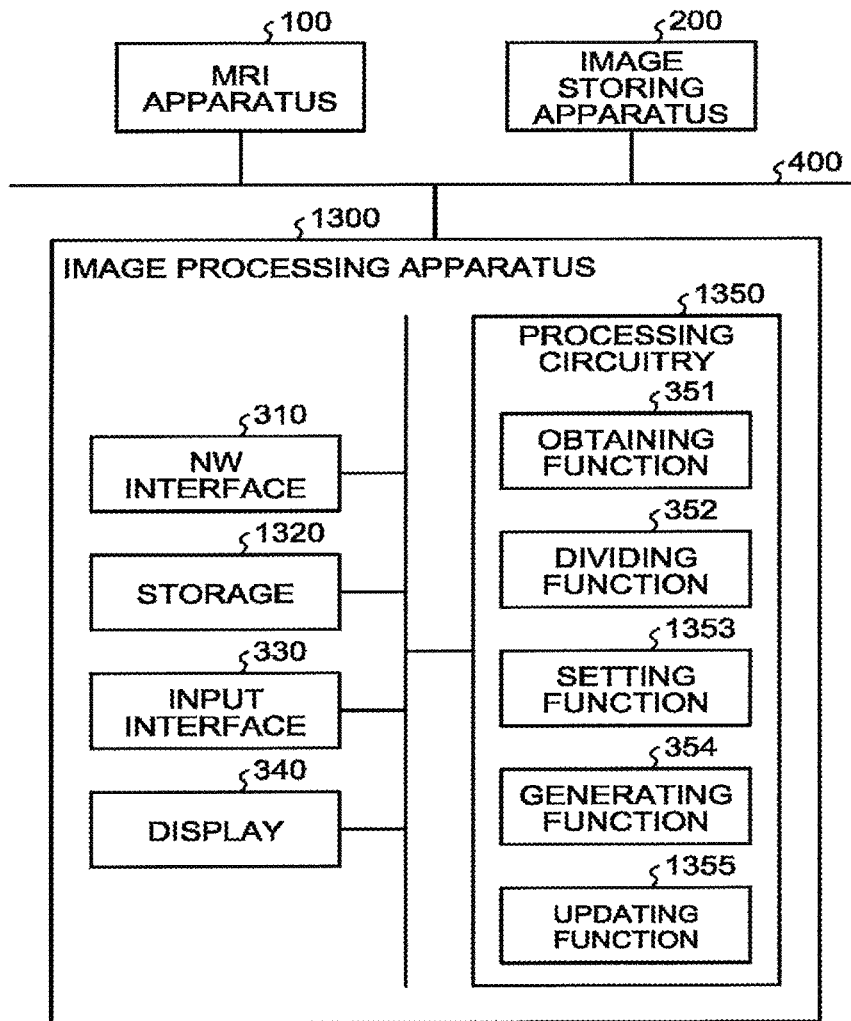 100
MRI
APPARATUS
200
IMAGE
STORING
APPARATUS
400
1300
IMAGE PROCESSING APPARATUS
310
NW
INTERFACE
1320
STORAGE
330
INPUT
INTERFACE
340
DISPLAY
1350
PROCESSING
CIRCUITRY
351
OBTAINING
FUNCTION
352
DIVIDING
FUNCTION
1353
SETTING
FUNCTION
354
GENERATING
FUNCTION
1355
UPDATING
FUNCTION